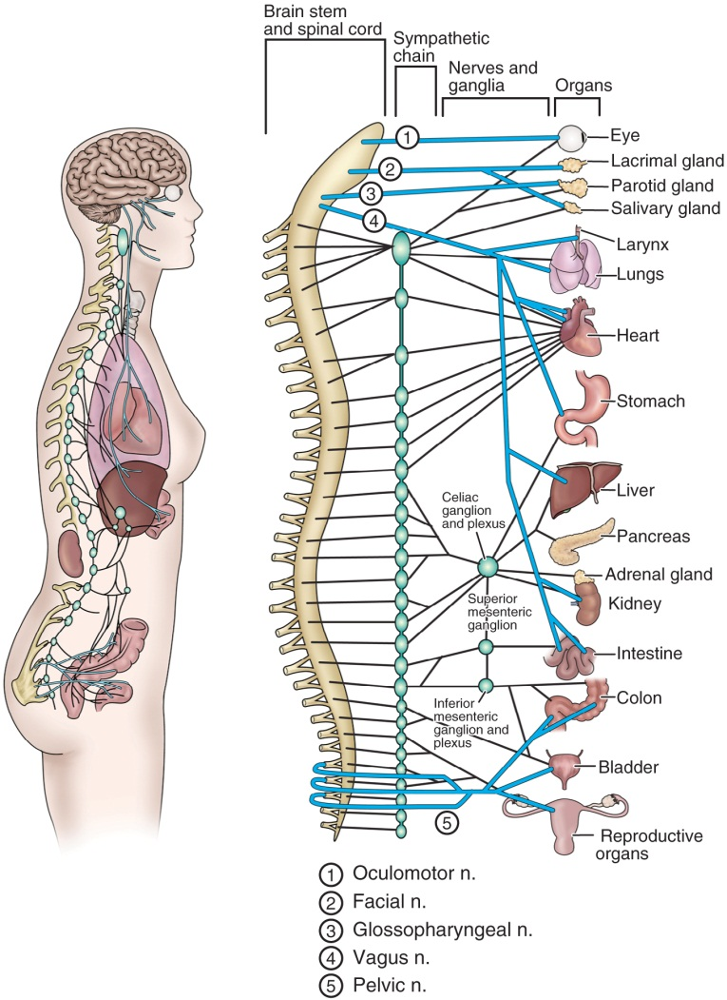 Brain stem
and spinal cord
Sympathetic
chain
Nerves and
ganglia
Organs
1
Eye
2
Lacrimal gland
3
Parotid gland
Salivary gland
4
Larynx
Lungs
Heart
Stomach
Liver
Celiac
ganglion
and plexus
Pancreas
Adrenal gland
Superior
mesenteric
ganglion
Kidney
Intestine
Colon
Inferior
mesenteric
ganglion and
plexus
Bladder
5
Reproductive
organs
1 Oculomotor n.
2 Facial n.
3 Glossopharyngeal n.
4 Vagus n.
5 Pelvic n.